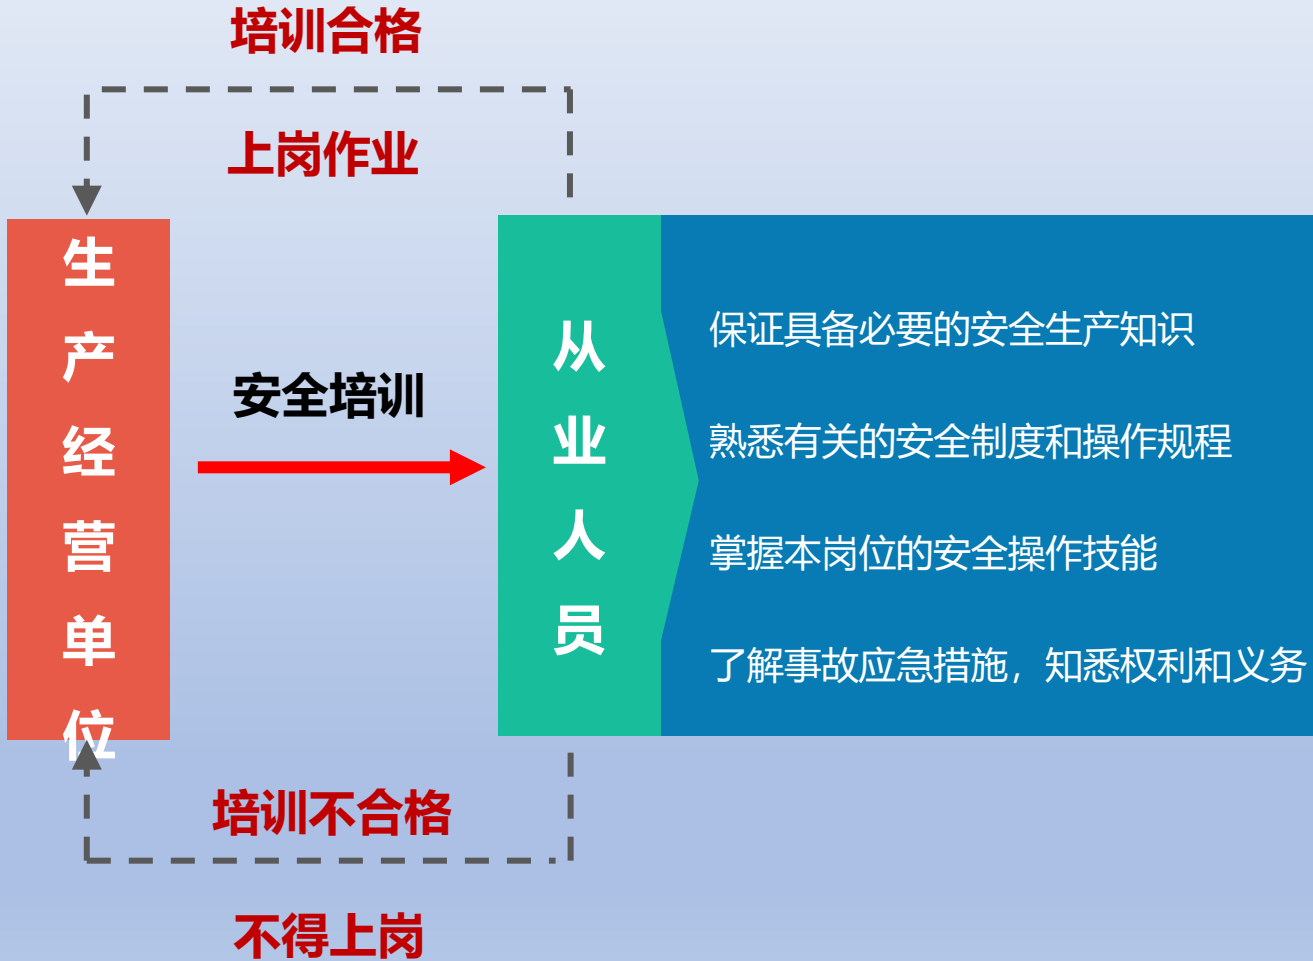 培训合格
上岗作业
生产经营单位
安全培训
从业人员
保证具备必要的安全生产知识
熟悉有关的安全制度和操作规程
掌握本岗位的安全操作技能
了解事故应急措施，知悉权利和义务
培训不合格
不得上岗